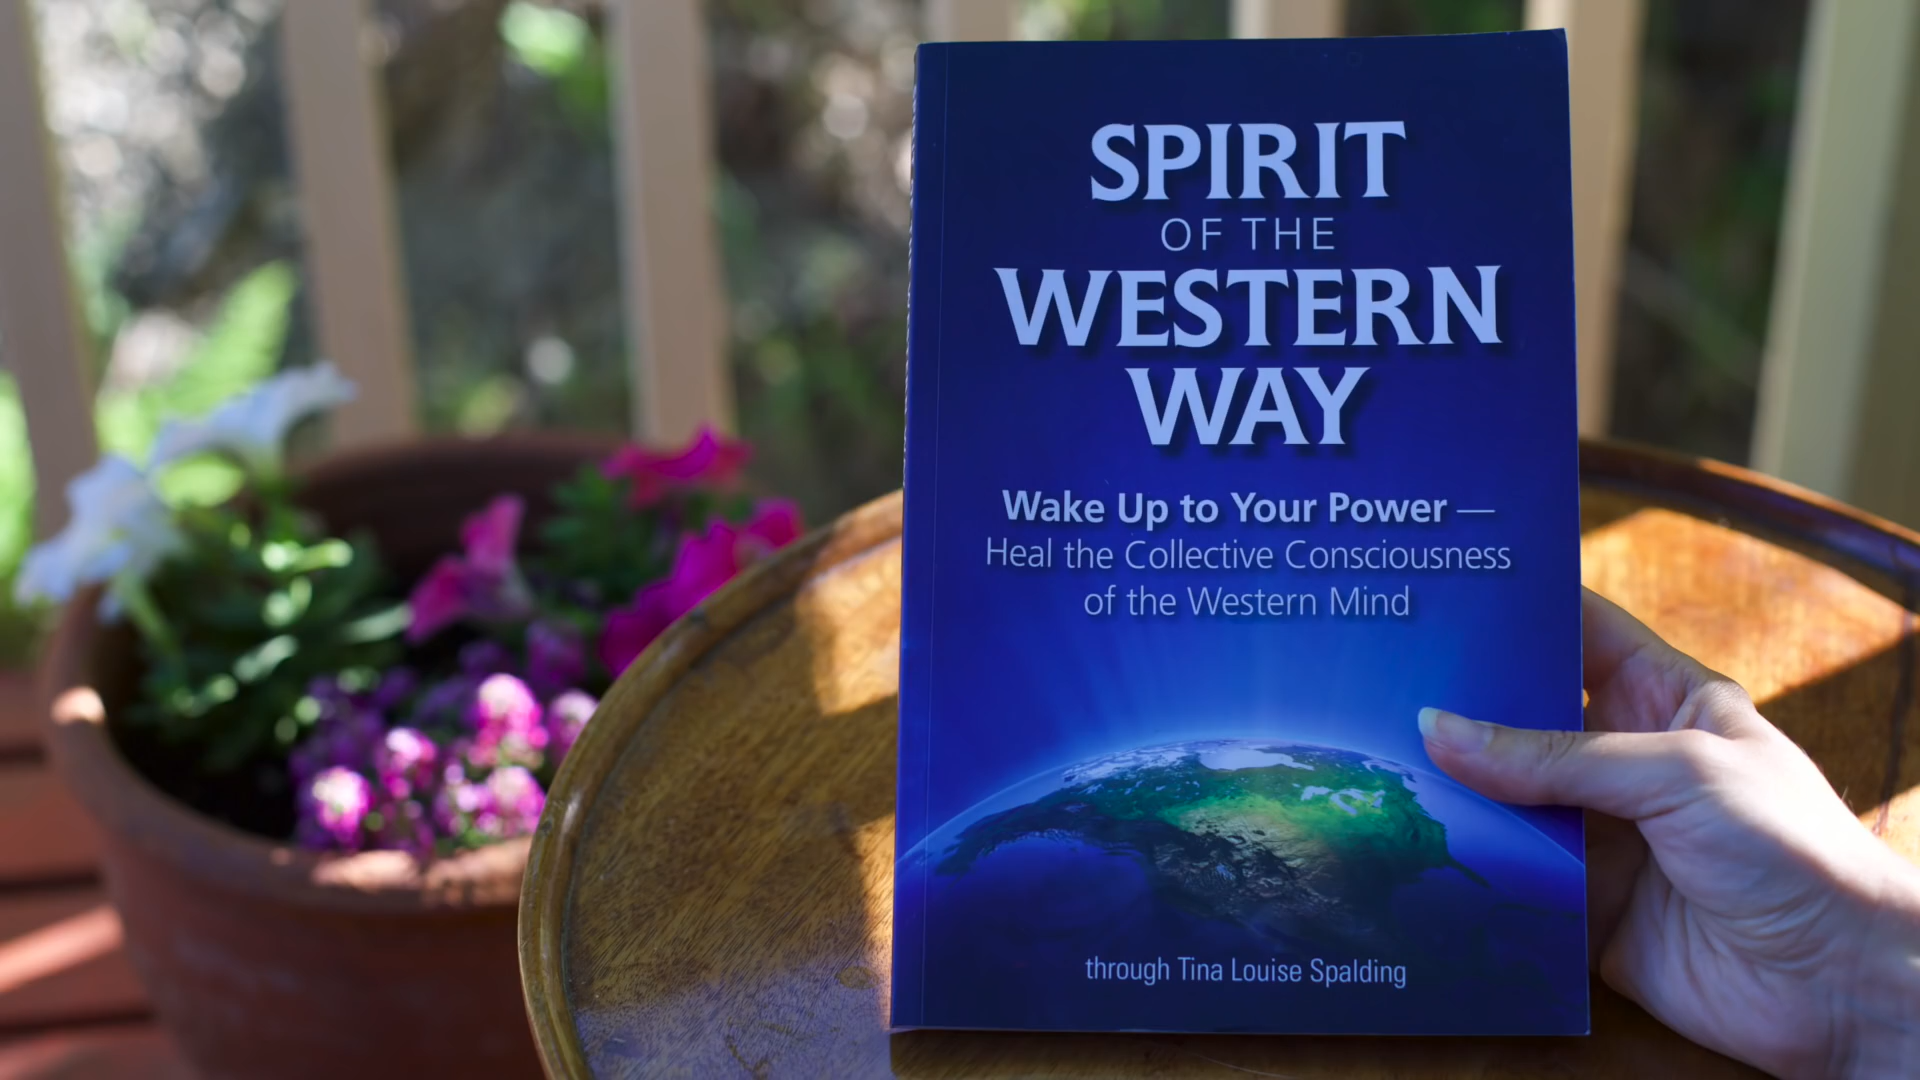 SPIRIT
OF THE
WESTERN
WAY
Wake Up to Your Power —
Heal the Collective Consciousness
of the Western Mind
through Tina Louise Spalding